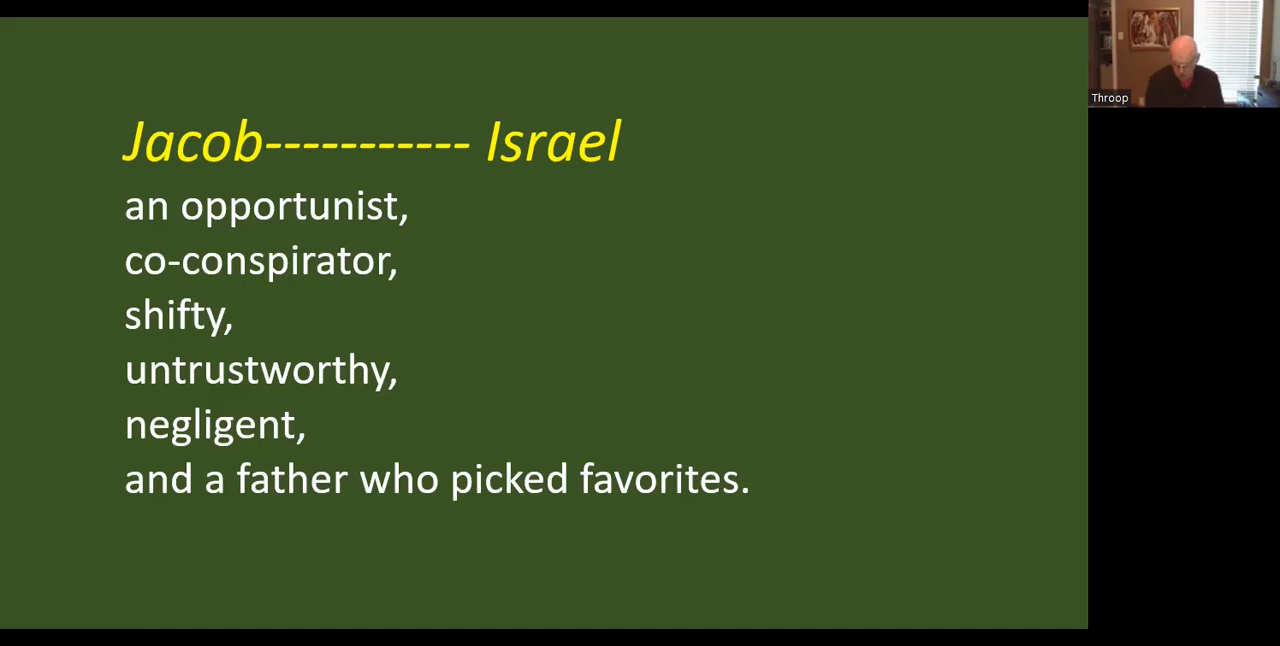 Jacob----------- Israel
an opportunist,
co-conspirator,
shifty,
untrustworthy,
negligent,
and a father who picked favorites.
Throop